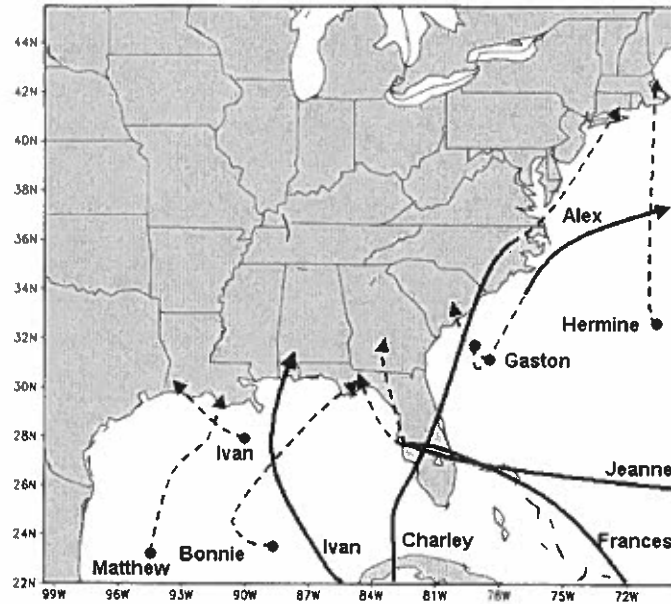 44N
42N
40N
38N
36N
34N
32N
30N
28N
26N
24N
22N
Alex
Hermine
Gaston
Ivan
Jeanne
Matthew
Bonnie
Ivan
Charley
Frances
99W 96W 93W 90W 87W 84W 81W 78W 75W 72W